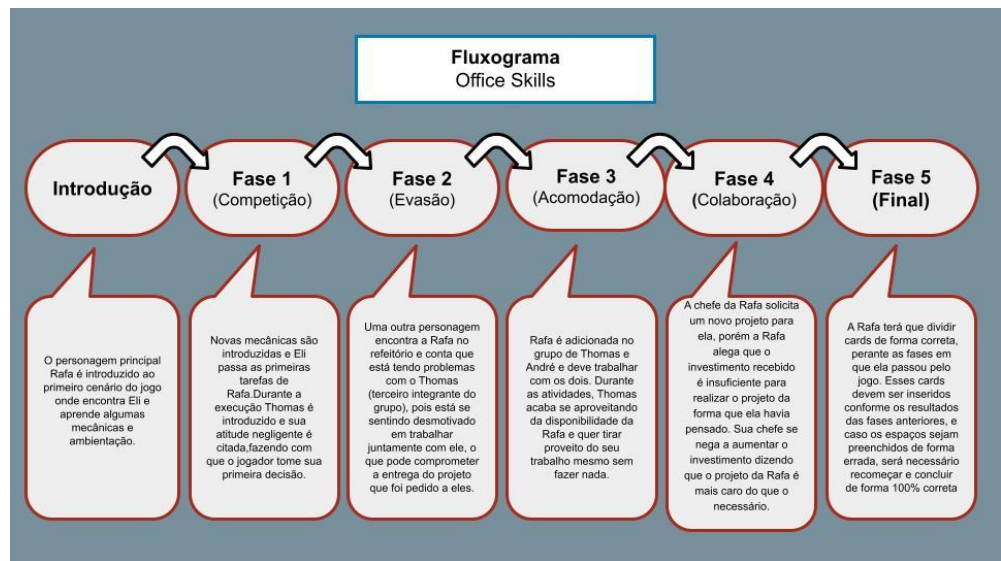 Fluxograma
Office Skills
Introdução
Fase 1
(Competição)
Fase 2
(Evasão)
Fase 3
(Acomodação)
Fase 4
(Colaboração)
Fase 5
(Final)
O personagem principal
Rafa é introduzido ao
primeiro cenário do jogo
onde encontra Eli e
aprende algumas
mecânicas e
ambientação.
Novas mecânicas são
introduzidas e Eli
passa as primeiras
tarefas de
Rafa.Durante a
execução Thomas é
introduzido e sua
atitude negligente é
citada,fazendo com
que o jogador tome sua
primeira decisão.
Uma outra personagem
encontra a Rafa no
refeitório e conta que
está tendo problemas
com o Thomas
(terceiro integrante do
grupo), pois está se
sentindo desmotivado
em trabalhar
juntamente com ele, o
que pode comprometer
a entrega do projeto
que foi pedido a eles.
Rafa é adicionada no
grupo de Thomas e
André e deve trabalhar
com os dois. Durante
as atividades, Thomas
acaba se aproveitando
da disponibilidade da
Rafa e quer tirar
proveito do seu
trabalho mesmo sem
fazer nada.
A chefe da Rafa solicita
um novo projeto para
ela, porém a Rafa
alega que o
investimento recebido
é insuficiente para
realizar o projeto da
forma que ela havia
pensado. Sua chefe se
nega a aumentar o
investimento dizendo
que o projeto da Rafa é
mais caro do que o
necessário.
A Rafa terá que dividir
cards de forma correta,
perante as fases em
que ela passou pelo
jogo. Esses cards
devem ser inseridos
conforme os resultados
das fases anteriores, e
caso os espaços sejam
preenchidos de forma
errada, será necessário
recomeçar e concluir
de forma 100% correta